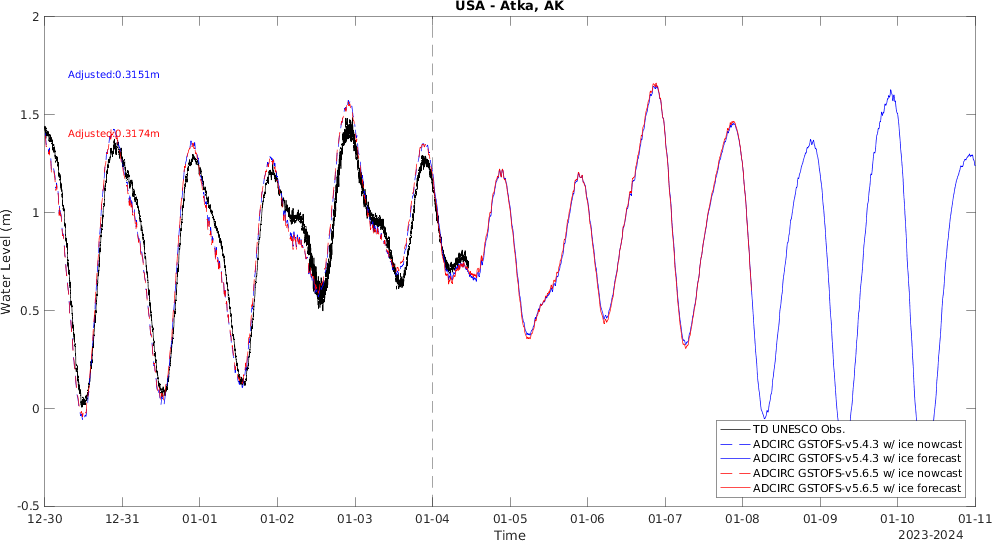 USA - Atka, AK
2
Adjusted:0.3151m
1.5
Adjusted:0.3174m
1
Water Level (m)
0.5
0
TD UNESCO Obs.
ADCIRC GSTOFS-v5.4.3 w/ ice nowcast
ADCIRC GSTOFS-v5.4.3 w/ ice forecast
ADCIRC GSTOFS-v5.6.5 w/ ice nowcast
ADCIRC GSTOFS-v5.6.5 w/ ice forecast
-0.5
12-30 12-31 01-01 01-02 01-03 01-04 01-05 01-06 01-07 01-08 01-09 01-10 01-11
Time
2023-2024